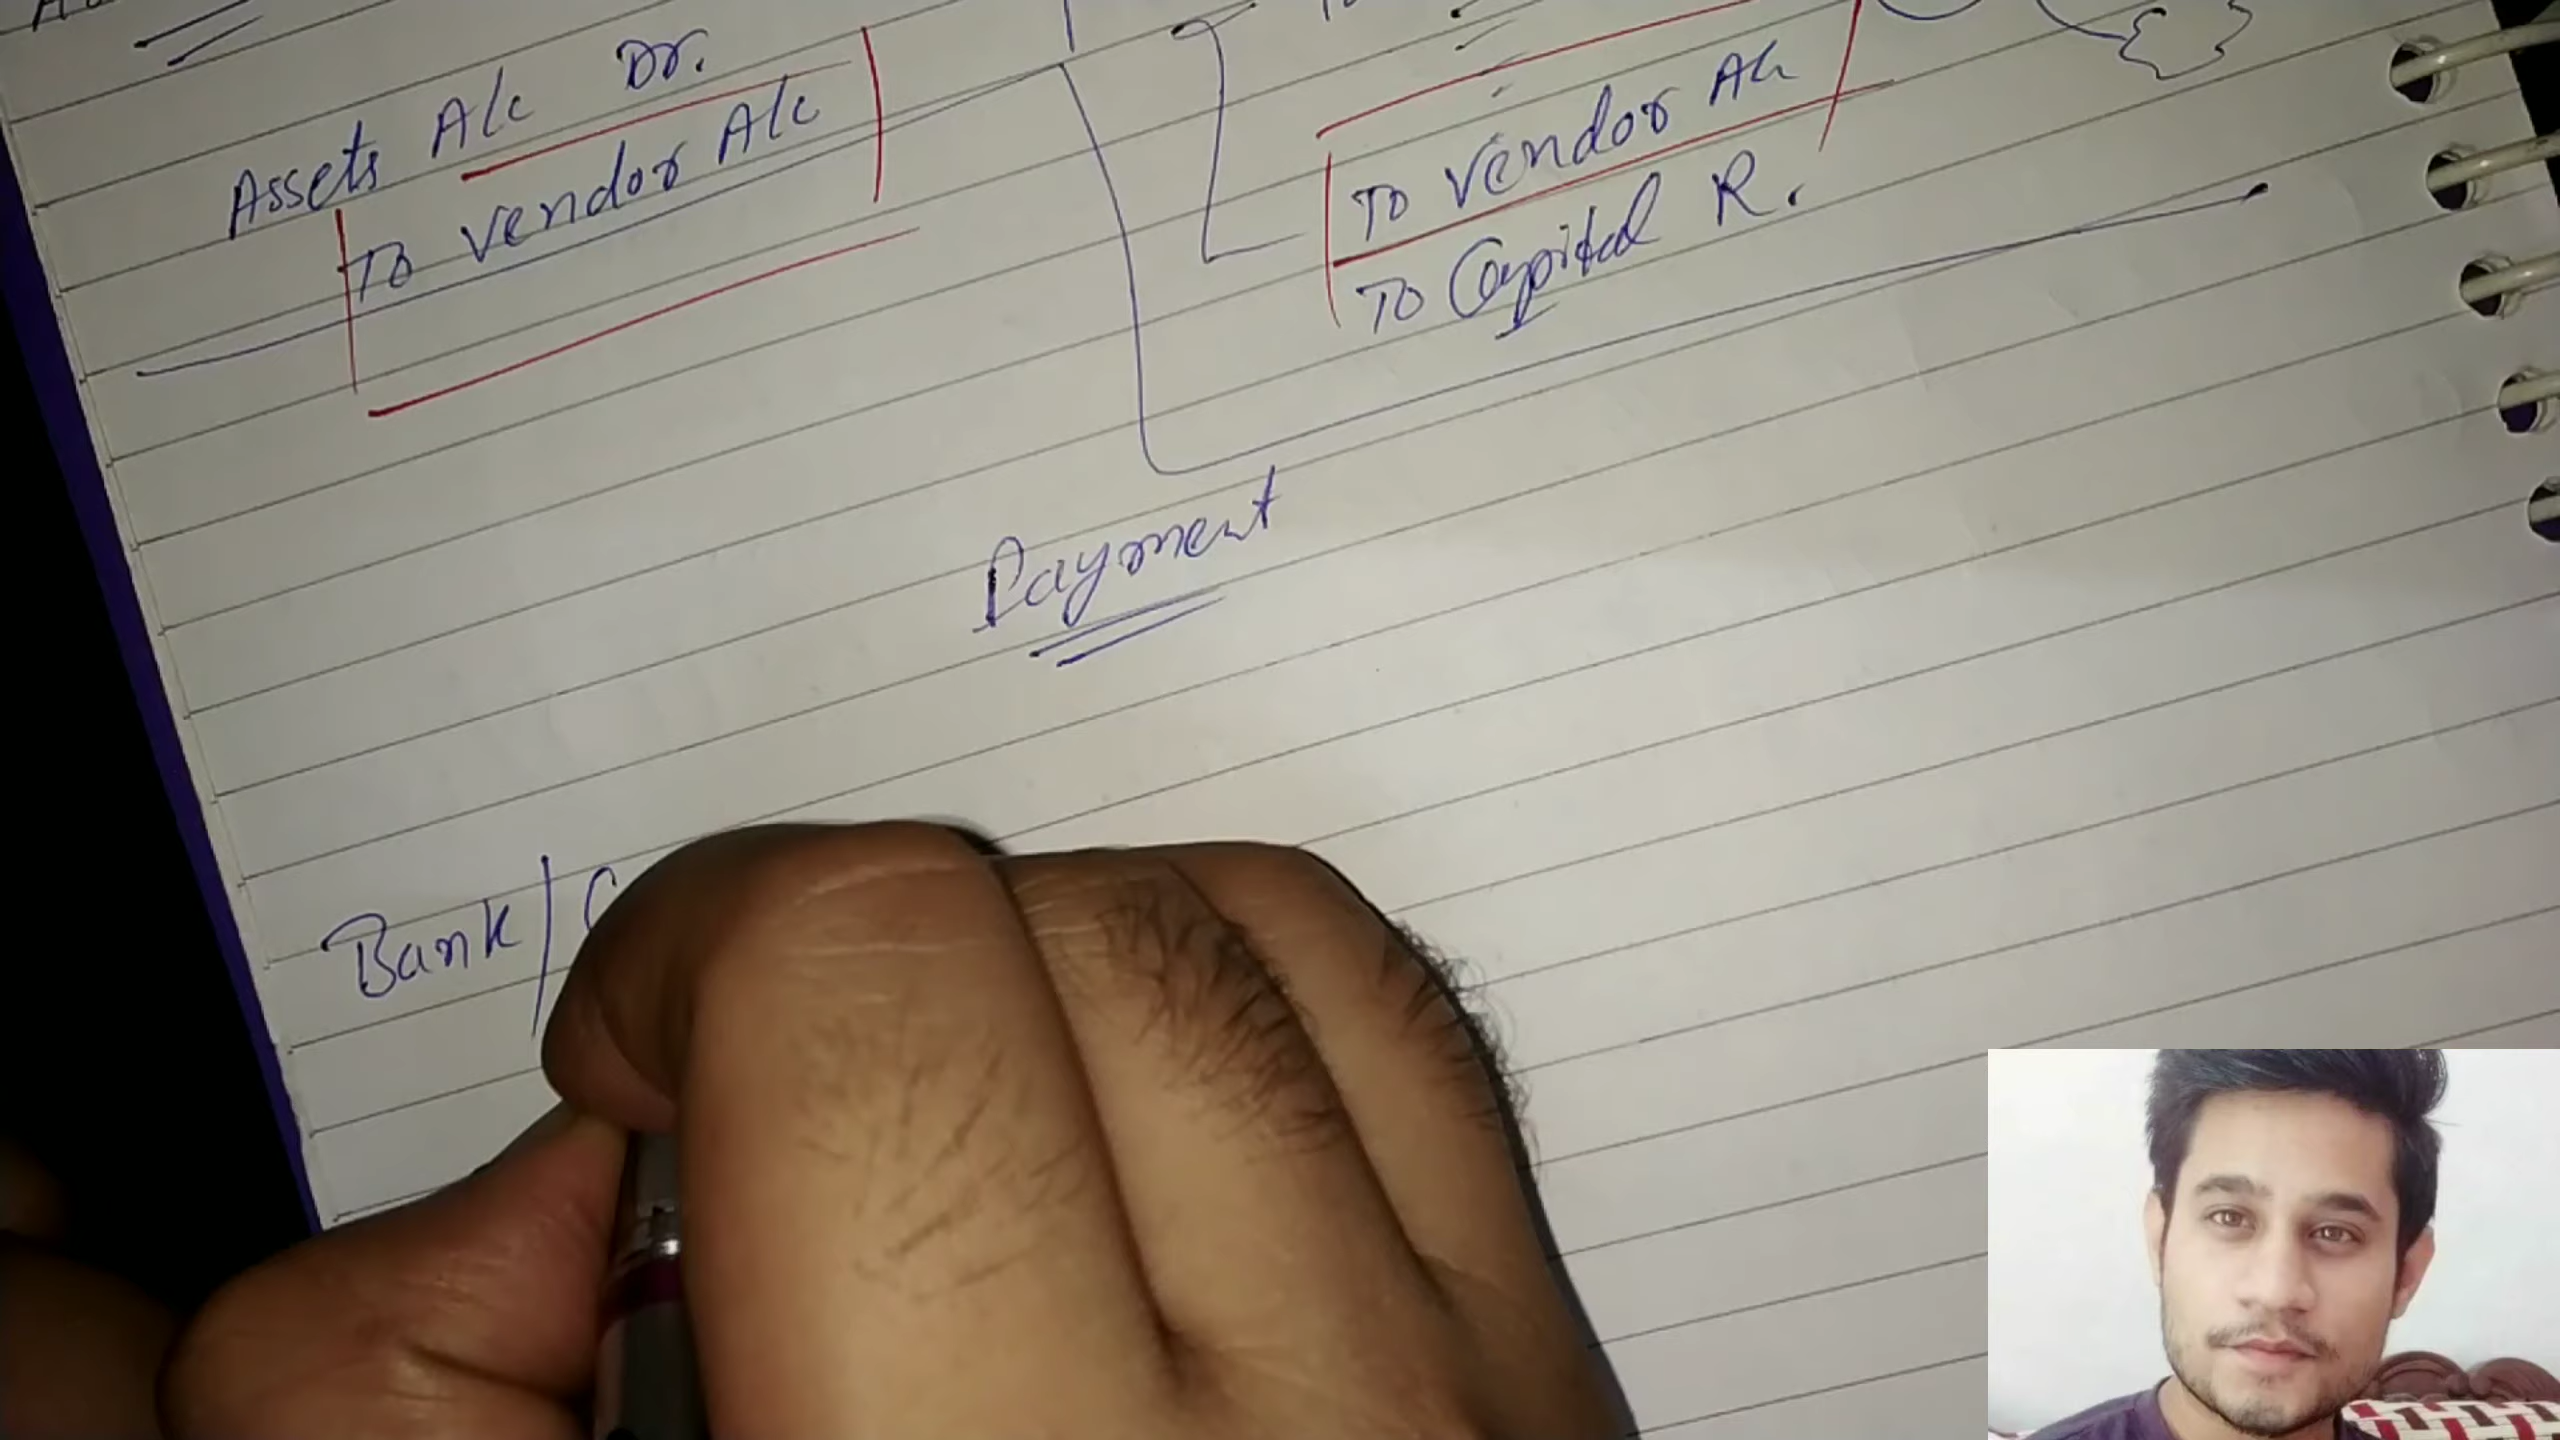 Assets A/c Dr.
To vendor A/c
To vendor A/c
To Capital R.
Payment
Bank/